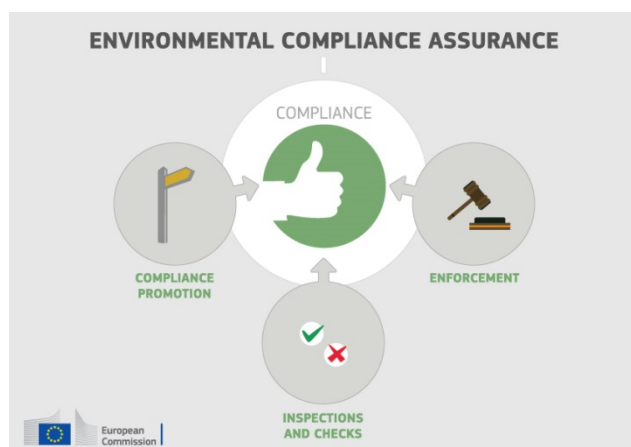 ENVIRONMENTAL COMPLIANCE ASSURANCE
COMPLIANCE
COMPLIANCE
PROMOTION
ENFORCEMENT
INSPECTIONS
AND CHECKS
European
Commission